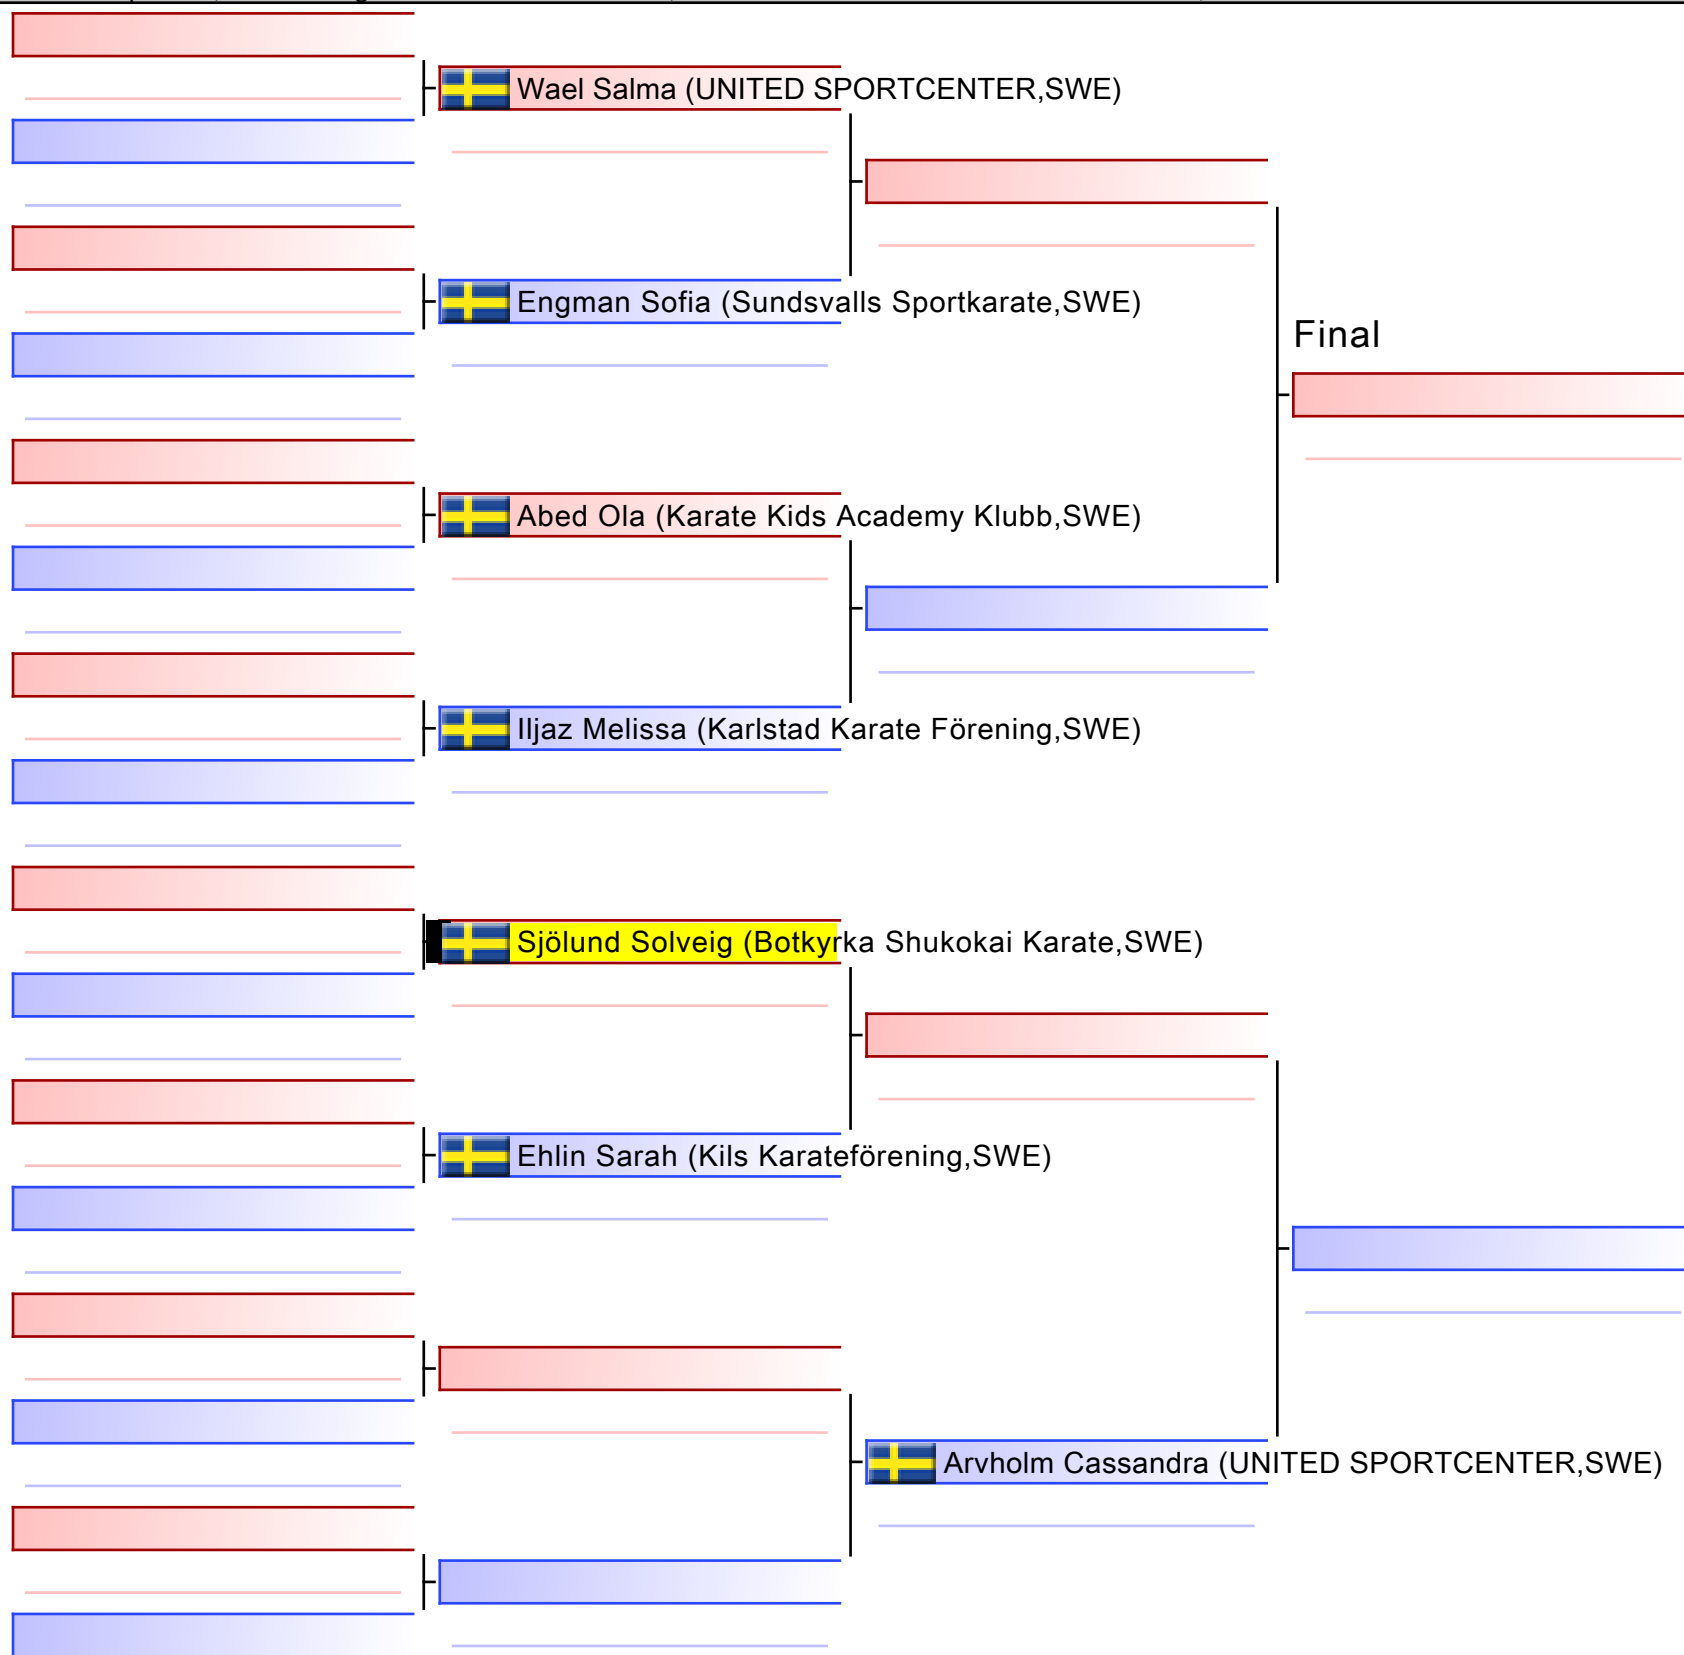 Wael Salma (UNITED SPORTCENTER,SWE)
Engman Sofia (Sundsvalls Sportkarate,SWE)
Final
Abed Ola (Karate Kids Academy Klubb,SWE)
Iljaz Melissa (Karlstad Karate Förening,SWE)
Sjölund Solveig (Botkyrka Shukokai Karate,SWE)
Ehlin Sarah (Kils Karateförening,SWE)
Arvholm Cassandra (UNITED SPORTCENTER,SWE)